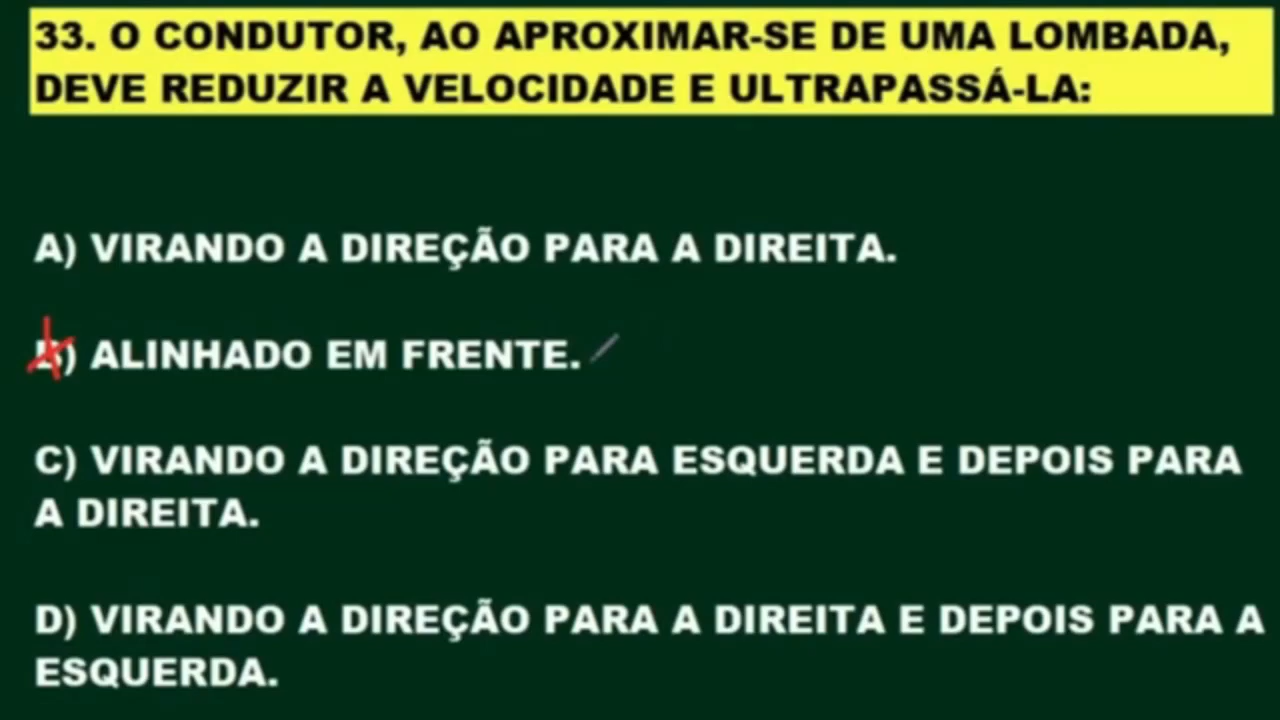 33. O CONDUTOR, AO APROXIMAR-SE DE UMA LOMBADA,
DEVE REDUZIR A VELOCIDADE E ULTRAPASSÁ-LA:
A) VIRANDO A DIREÇÃO PARA A DIREITA.
B) ALINHADO EM FRENTE.
C) VIRANDO A DIREÇÃO PARA ESQUERDA E DEPOIS PARA
A DIREITA.
D) VIRANDO A DIREÇÃO PARA A DIREITA E DEPOIS PARA A
ESQUERDA.